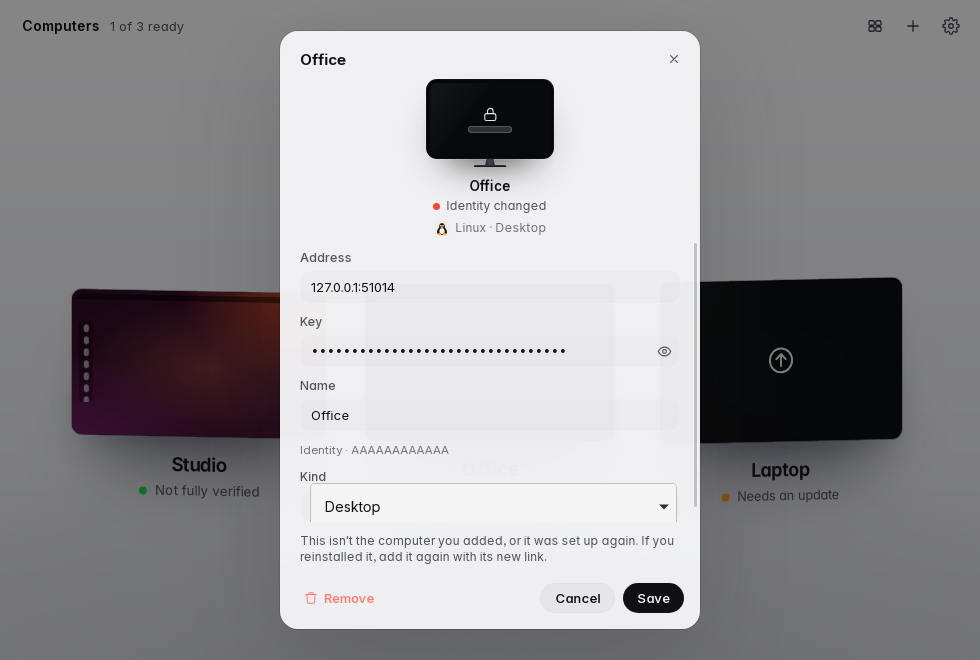 Computers 1 of 3 ready
Office
Office
Identity changed
Linux · Desktop
Address
127.0.0.1:51014
Key
••••••••••••••••••••••••••••••••
Name
Office
Identity · AAAAAAAAAAAA
Kind
Desktop
This isn't the computer you added, or it was set up again. If you
reinstalled it, add it again with its new link.
Remove
Cancel
Save
Studio
Not fully verified
Office
Laptop
Needs an update